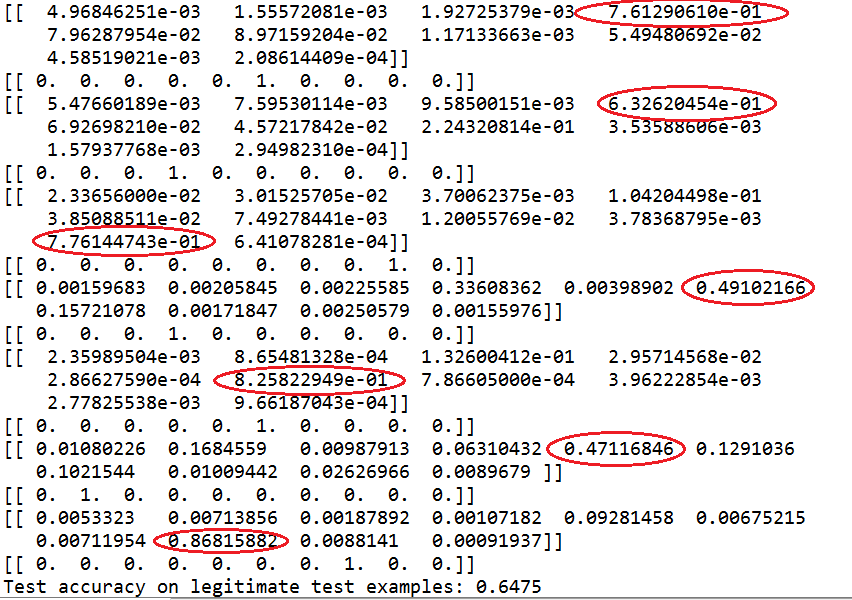 [[ 4.96846251e-03 1.55572081e-03 1.92725379e-03 7.61290610e-01
7.96287954e-02 8.97159204e-02 1.17133663e-03 5.49480692e-02
4.58519021e-03 2.08614409e-04]]
[[ 0. 0. 0. 0. 0. 1. 0. 0. 0. 0.]]
[[ 5.47660189e-03 7.59530114e-03 9.58500151e-03 6.32620454e-01
6.92698210e-02 4.57217842e-02 2.24320814e-01 3.53588606e-03
1.57937768e-03 2.94982310e-04]]
[[ 0. 0. 0. 1. 0. 0. 0. 0. 0. 0.]]
[[ 2.33656000e-02 3.01525705e-02 3.70062375e-03 1.04204498e-01
3.85088511e-02 7.49278441e-03 1.20055769e-02 3.78368795e-03
7.76144743e-01 6.41078281e-04]]
[[ 0. 0. 0. 0. 0. 0. 0. 0. 1. 0.]]
[[ 0.00159683 0.00205845 0.00225585 0.33608362 0.00398902 0.49102166
0.15721078 0.00171847 0.00250579 0.00155976]]
[[ 0. 0. 0. 1. 0. 0. 0. 0. 0. 0.]]
[[ 2.35989504e-03 8.65481328e-04 1.32600412e-01 2.95714568e-02
2.86627590e-04 8.25822949e-01 7.86605000e-04 3.96222854e-03
2.77825538e-03 9.66187043e-04]]
[[ 0. 0. 0. 0. 0. 1. 0. 0. 0. 0.]]
[[ 0.01080226 0.1684559 0.00987913 0.06310432 0.47116846 0.1291036
0.1021544 0.01009442 0.02626966 0.0089679 ]]
[[ 0. 1. 0. 0. 0. 0. 0. 0. 0. 0.]]
[[ 0.0053323 0.00713856 0.00187892 0.00107182 0.09281458 0.00675215
0.00711954 0.86815882 0.0088141 0.00091937]]
[[ 0. 0. 0. 0. 0. 0. 0. 1. 0. 0.]]
Test accuracy on legitimate test examples: 0.6475